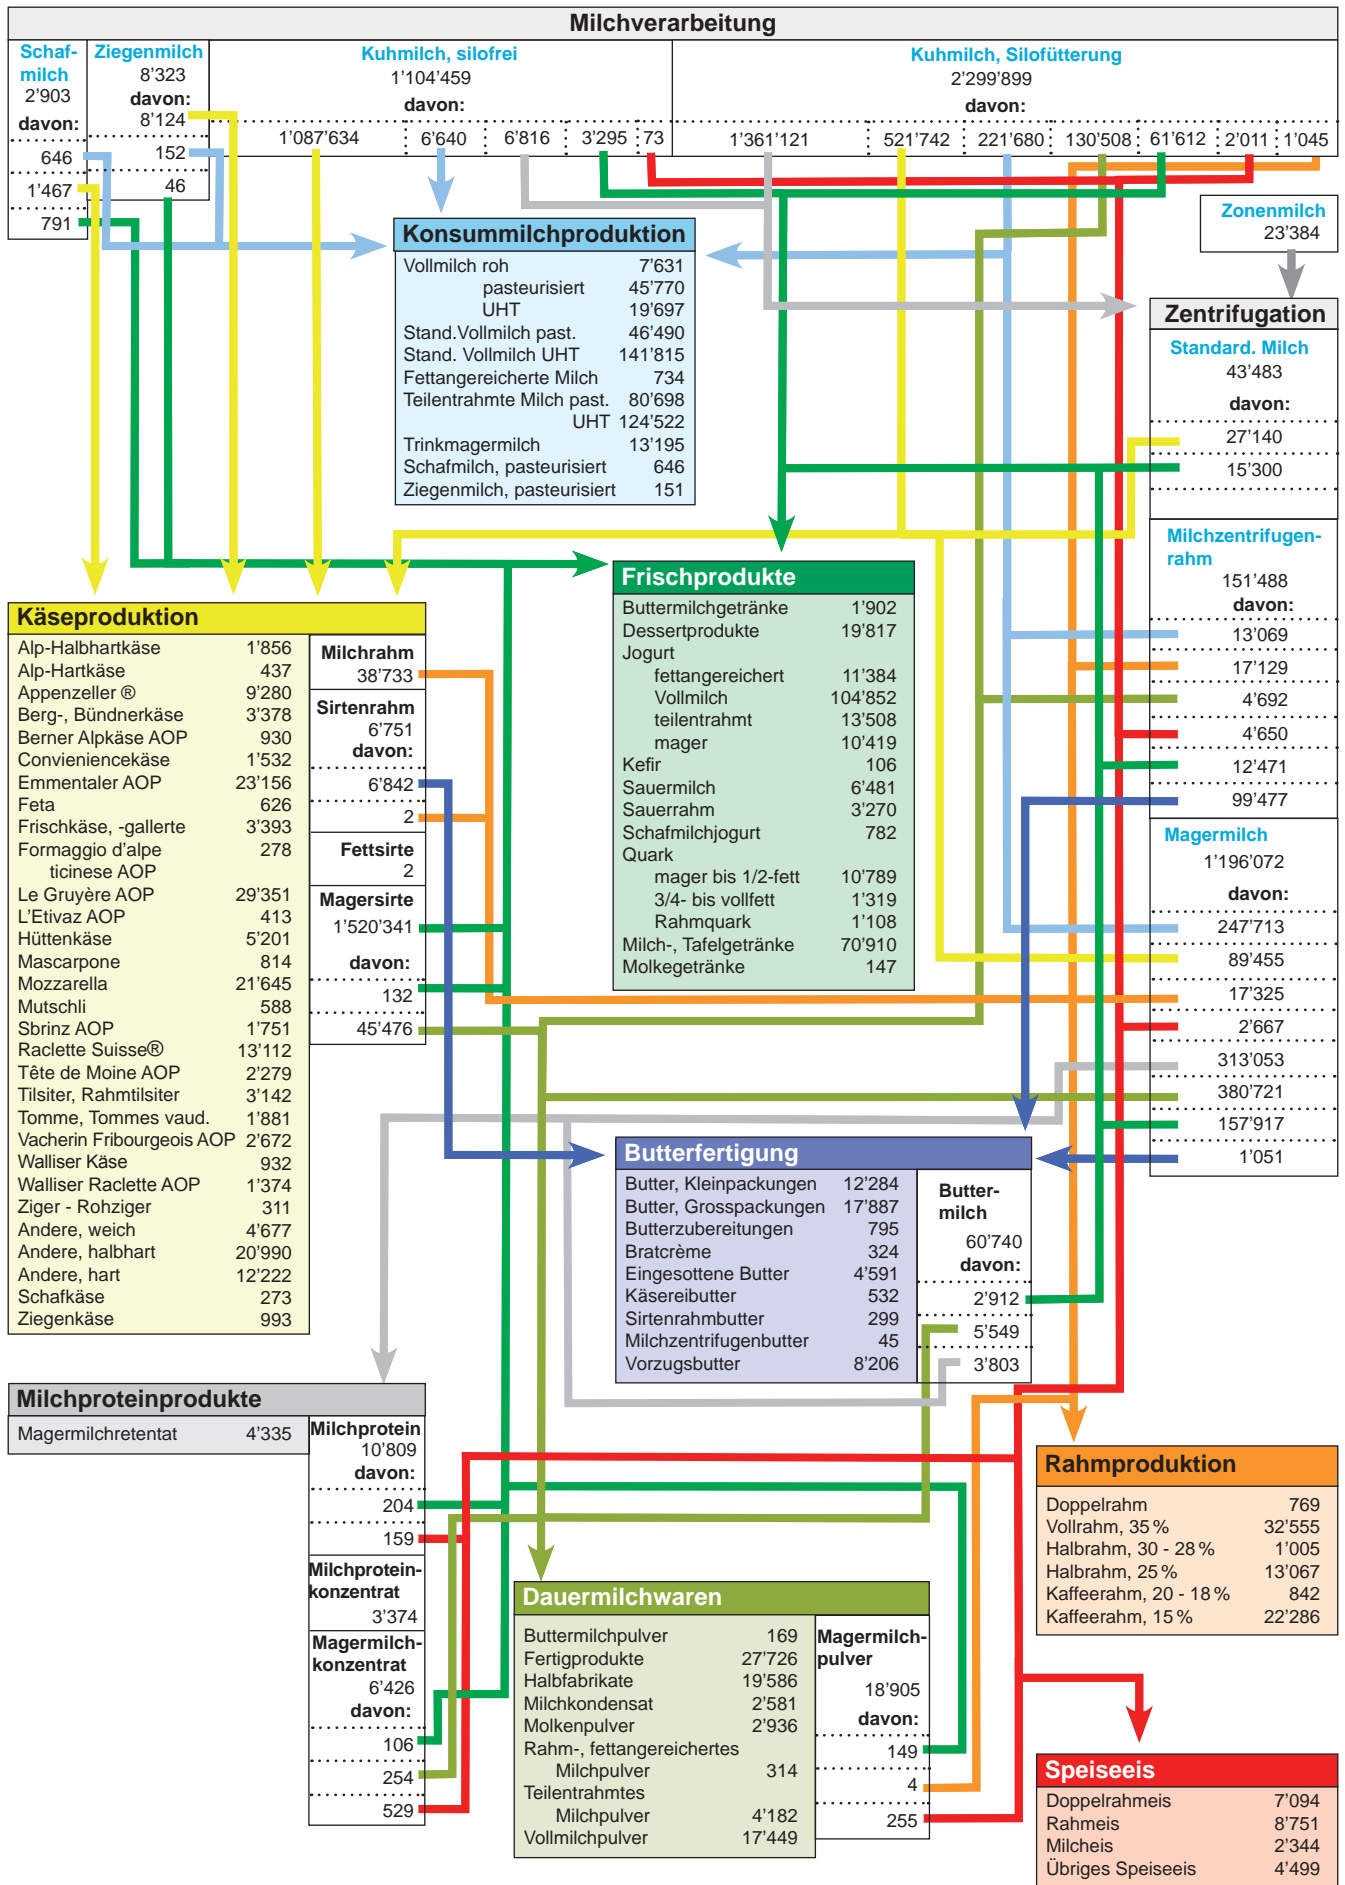 Milchverarbeitung
Schaf-
milch
2’903
davon:
646
1’467
791
Ziegenmilch
8’323
davon:
8’124
152
46
Kuhmilch, silofrei
1’104’459
davon:
1’087’634 6’640 6’816 3’295 73
Kuhmilch, Silofütterung
2’299’899
davon:
1’361’121 521’742 221’680 130’508 61’612 2’011 1’045
Zonenmilch
23’384
Konsummilchproduktion
Vollmilch roh 7’631
pasteurisiert 45’770
UHT 19’697
Stand.Vollmilch past. 46’490
Stand. Vollmilch UHT 141’815
Fettangereicherte Milch 734
Teilentrahmte Milch past. 80’698
UHT 124’522
Trinkmagermilch 13’195
Schafmilch, pasteurisiert 646
Ziegenmilch, pasteurisiert 151
Zentrifugation
Standard. Milch
43’483
davon:
27’140
15’300
Milchzentrifugen-
rahm
151’488
davon:
13’069
17’129
4’692
4’650
12’471
99’477
Magermilch
1’196’072
davon:
247’713
89’455
17’325
2’667
313’053
380’721
157’917
1’051
Frischprodukte
Buttermilchgetränke 1’902
Dessertprodukte 19’817
Jogurt
fettangereichert 11’384
Vollmilch 104’852
teilentrahmt 13’508
mager 10’419
Kefir 106
Sauermilch 6’481
Sauerrahm 3’270
Schafmilchjogurt 782
Quark
mager bis 1/2-fett 10’789
3/4- bis vollfett 1’319
Rahmquark 1’108
Milch-, Tafelgetränke 70’910
Molkegetränke 147
Käseproduktion
Alp-Halbhartkäse 1’856
Alp-Hartkäse 437
Appenzeller ® 9’280
Berg-, Bündnerkäse 3’378
Berner Alpkäse AOP 930
Convieniencekäse 1’532
Emmentaler AOP 23’156
Feta 626
Frischkäse, -gallerte 3’393
Formaggio d’alpe 278
ticinese AOP
Le Gruyère AOP 29’351
L’Etivaz AOP 413
Hüttenkäse 5’201
Mascarpone 814
Mozzarella 21’645
Mutschli 588
Sbrinz AOP 1’751
Raclette Suisse® 13’112
Tête de Moine AOP 2’279
Tilsiter, Rahmtilsiter 3’142
Tomme, Tommes vaud. 1’881
Vacherin Fribourgeois AOP 2’672
Walliser Käse 932
Walliser Raclette AOP 1’374
Ziger - Rohziger 311
Andere, weich 4’677
Andere, halbhart 20’990
Andere, hart 12’222
Schafkäse 273
Ziegenkäse 993
Milchrahm
38’733
Sirtenrahm
6’751
davon:
6’842
2
Fettsirte
2
Magersirte
1’520’341
davon:
132
45’476
Butterfertigung
Butter, Kleinpackungen 12’284
Butter, Grosspackungen 17’887
Butterzubereitungen 795
Bratcrème 324
Eingesottene Butter 4’591
Käsereibutter 532
Sirtenrahmbutter 299
Milchzentrifugenbutter 45
Vorzugsbutter 8’206
Butter-
milch
60’740
davon:
2’912
5’549
3’803
Milchproteinprodukte
Magermilchretentat 4’335
Milchprotein
10’809
davon:
204
159
Milchprotein-
konzentrat
3’374
Magermilch-
konzentrat
6’426
davon:
106
254
529
Dauermilchwaren
Buttermilchpulver 169
Fertigprodukte 27’726
Halbfabrikate 19’586
Milchkondensat 2’581
Molkenpulver 2’936
Rahm-, fettangereichertes
Milchpulver 314
Teilentrahmtes
Milchpulver 4’182
Vollmilchpulver 17’449
Magermilch-
pulver
18’905
davon:
149
4
255
Rahmproduktion
Doppelrahm 769
Vollrahm, 35 % 32’555
Halbrahm, 30 - 28 % 1’005
Halbrahm, 25 % 13’067
Kaffeerahm, 20 - 18 % 842
Kaffeerahm, 15 % 22’286
Speiseeis
Doppelrahmeis 7’094
Rahmeis 8’751
Milcheis 2’344
Übriges Speiseeis 4’499